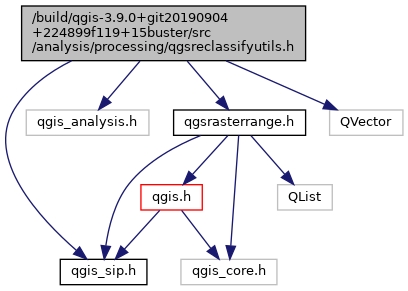 /build/qgis-3.9.0+git20190904
+224899f119+15buster/src
/analysis/processing/qgsreclassifyutils.h
qgis_analysis.h
qgsrasterrange.h
QVector
qgis.h
QList
qgis_sip.h
qgis_core.h